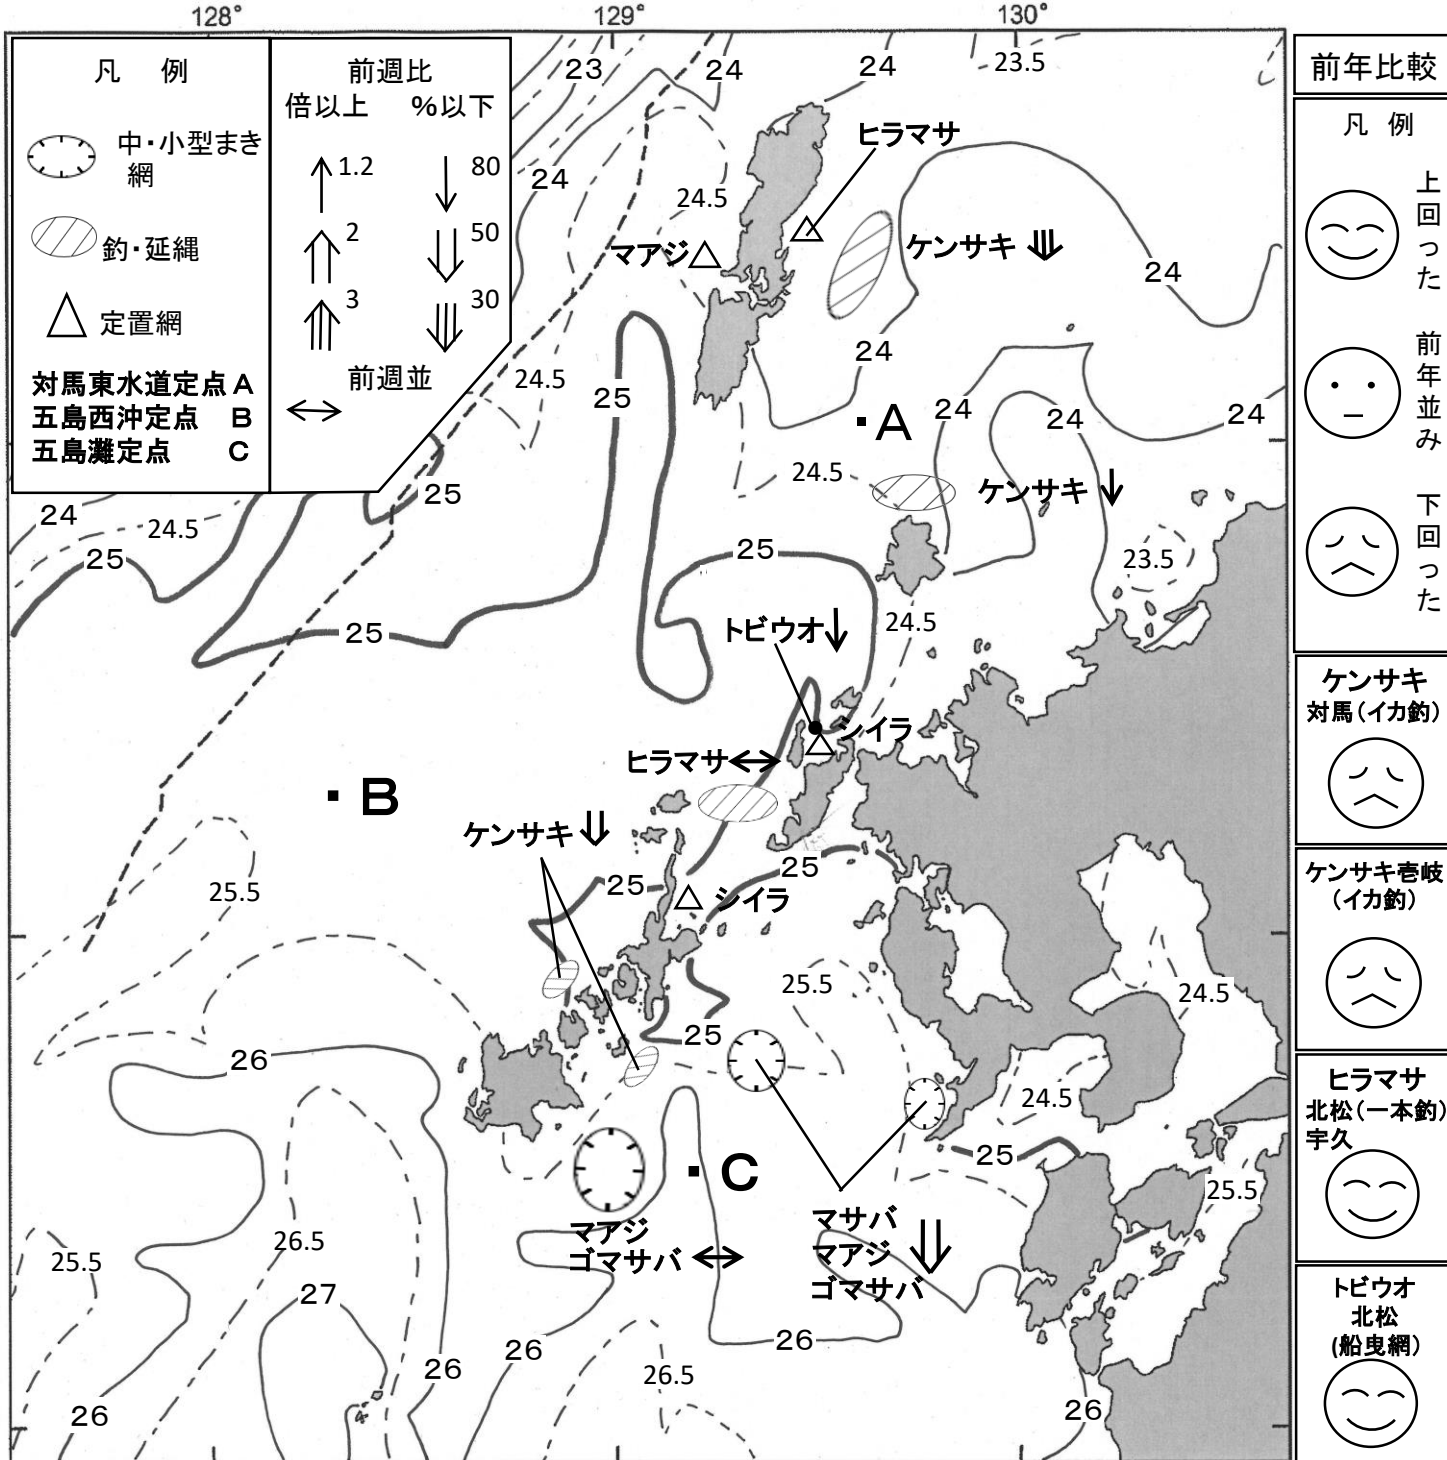 128°
129°
130°
凡 例
中・小型まき
網
釣・延縄
定置網
対馬東水道定点 A
五島西沖定点 B
五島灘定点 C
前週比
倍以上 %以下
1.2 80
2 50
3 30
前週並
前年比較
凡 例
上回った
前年並み
下回った
ケンサキ
対馬(イカ釣)
ケンサキ壱岐
(イカ釣)
ヒラマサ
北松(一本釣)
宇久
トビウオ
北松
(船曳網)
23
24
24
23.5
ヒラマサ
24
24.5
マアジ
ケンサキ
24
24
24.5
25
24
24
24
・A
24.5
25
ケンサキ
24
24.5
25
25
23.5
25
トビウオ
24.5
シイラ
ヒラマサ
・B
ケンサキ
25
25
25.5
シイラ
25.5
24.5
25
26
24.5
25
・C
25.5
マアジ
ゴマサバ
マサバ
マアジ
ゴマサバ
26.5
25.5
27
26
26
26
26.5
26
26